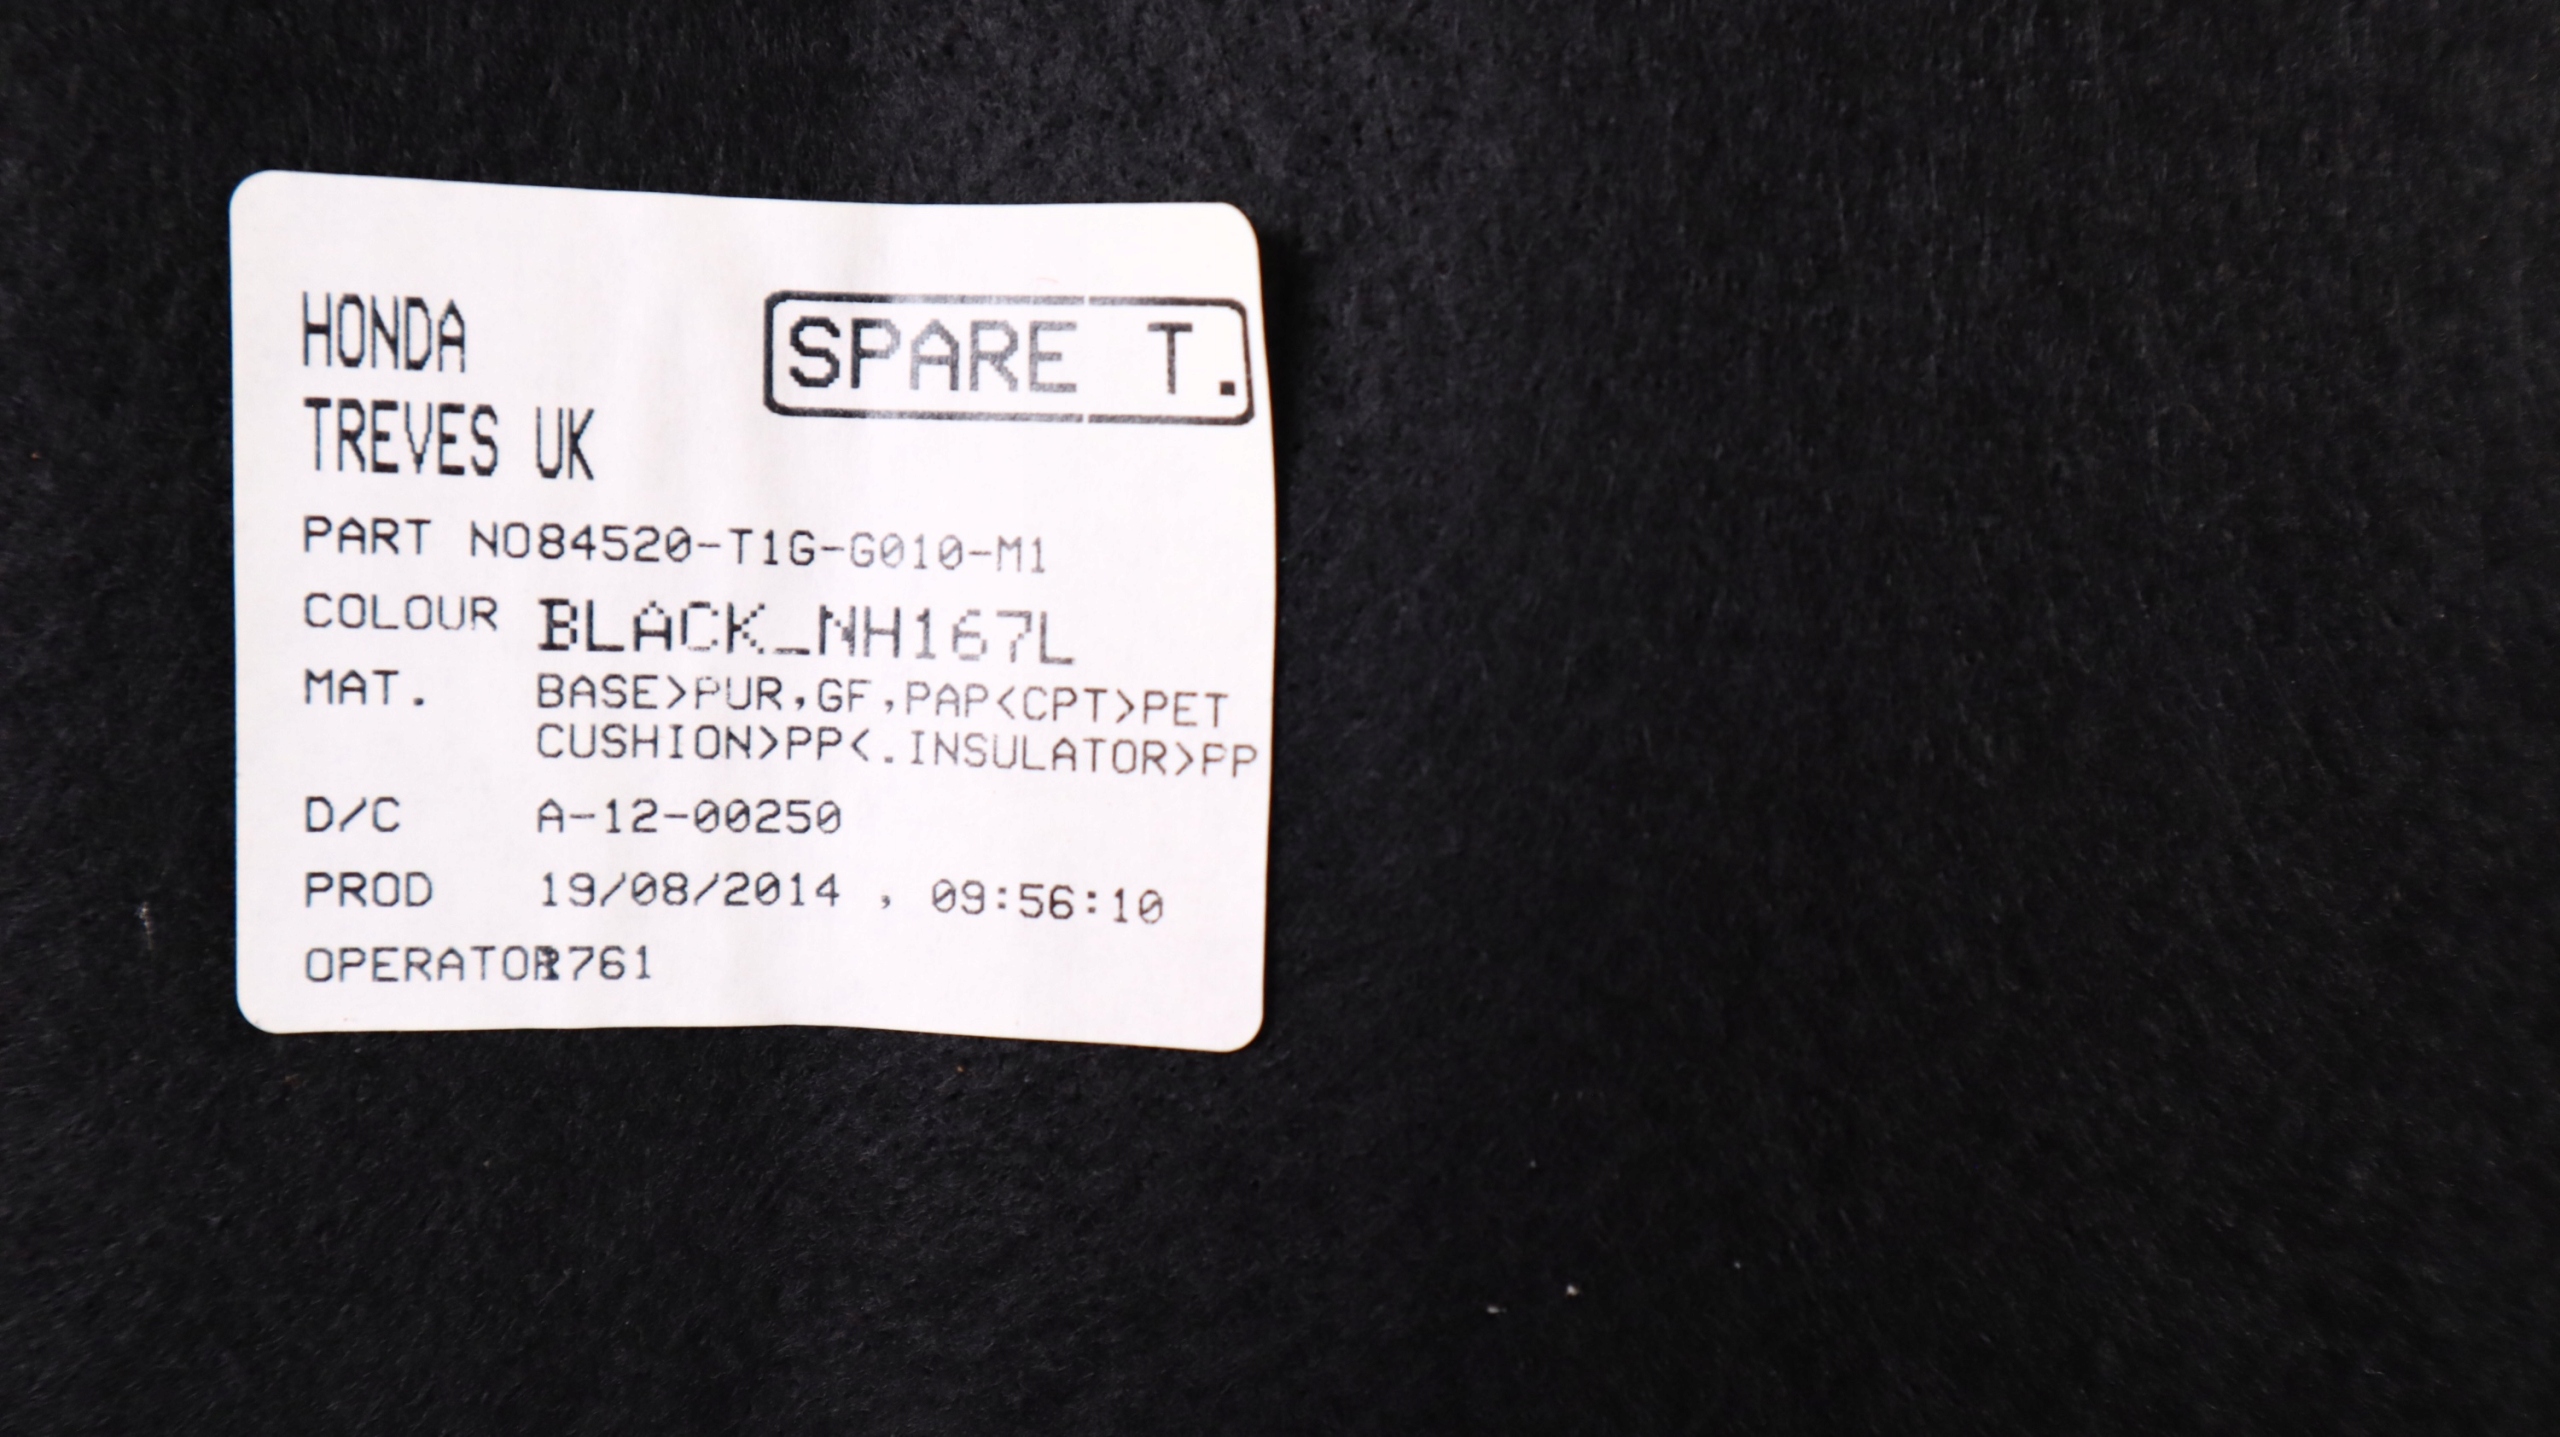 HONDA
SPARE T.
TREVES UK
PART NO84520-T1G-G010-M1
COLOUR BLACK_NH167L
MAT. BASE>PUR,GF,PAP<CPT>PET
CUSHION>PP<.INSULATOR>PP
D/C A-12-00250
PROD 19/08/2014 , 09:56:10
OPERATOR1761